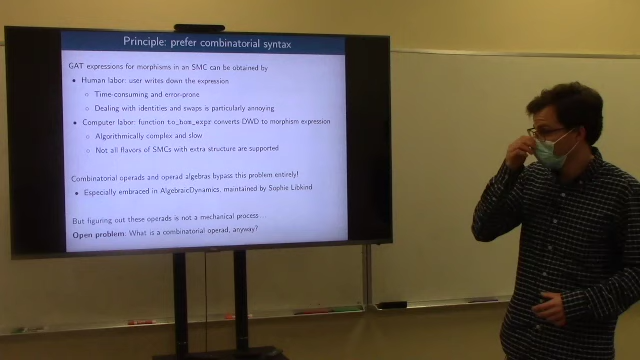 Principle: prefer combinatorial syntax
GAT expressions for morphisms in an SMC can be obtained by
• Human labor: user writes down the expression
○ Time-consuming and error-prone
○ Dealing with identities and swaps is particularly annoying
• Computer labor: function to_hom_expr converts DWD to morphism expression
○ Algorithmically complex and slow
○ Not all flavors of SMCs with extra structure are supported
Combinatorial operads and operad algebras bypass this problem entirely!
• Especially embraced in AlgebraicDynamics, maintained by Sophie Libkind
But figuring out these operads is not a mechanical process...
Open problem: What is a combinatorial operad, anyway?